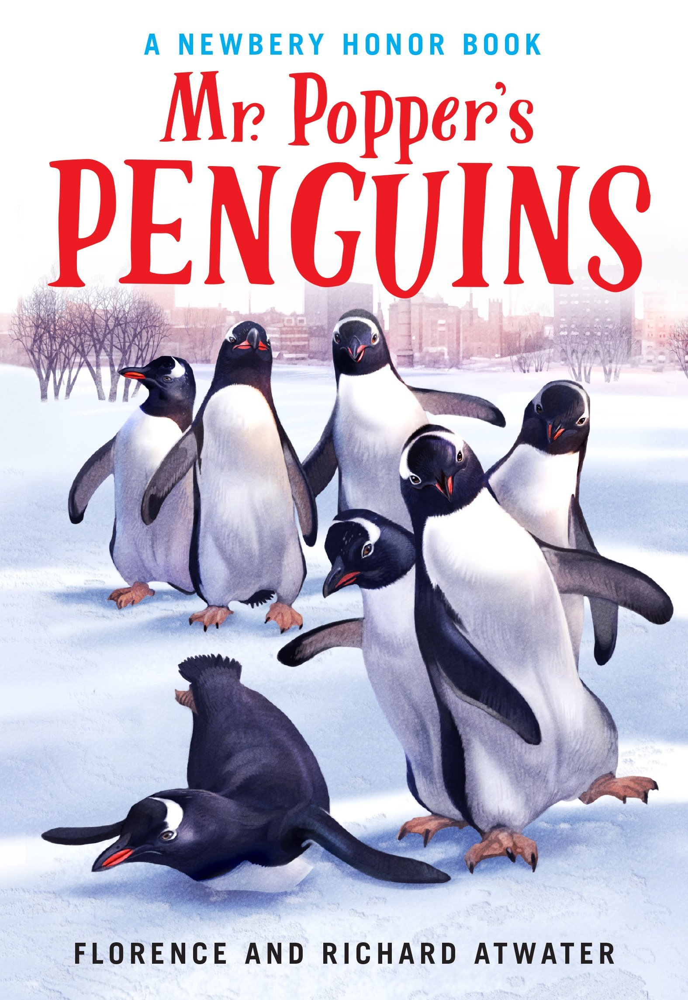 A NEWBERY HONOR BOOK
Mr. Popper's
PENGUINS
FLORENCE AND RICHARD ATWATER